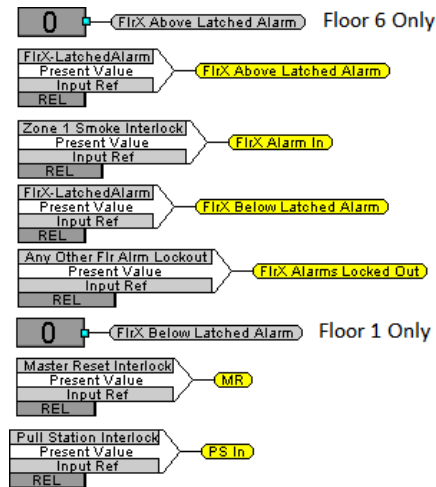 0 FlrX Above Latched Alarm Floor 6 Only
FlrX-LatchedAlarm
Present Value FlrX Above Latched Alarm
Input Ref
REL
Zone 1 Smoke Interlock
Present Value FlrX Alarm In
Input Ref
REL
FlrX-LatchedAlarm
Present Value FlrX Below Latched Alarm
Input Ref
REL
Any Other Flr Alrm Lockout
Present Value FlrX Alarms Locked Out
Input Ref
REL
0 FlrX Below Latched Alarm Floor 1 Only
Master Reset Interlock
Present Value MR
Input Ref
REL
Pull Station Interlock
Present Value PS In
Input Ref
REL